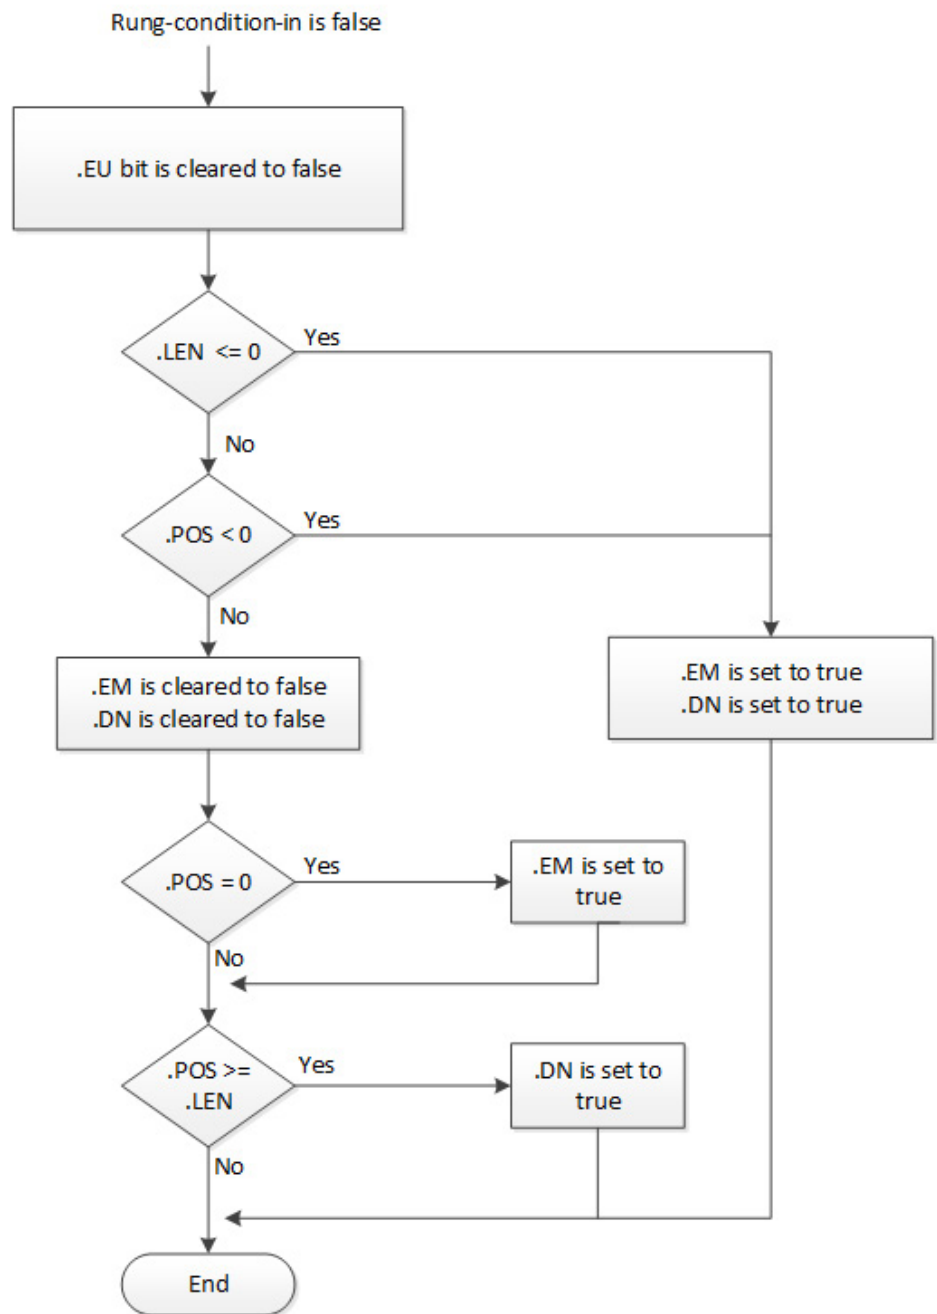 Rung-condition-in is false
.EU bit is cleared to false
.LEN <= 0
Yes
No
.POS < 0
Yes
No
.EM is cleared to false
.DN is cleared to false
.EM is set to true
.DN is set to true
.POS = 0
Yes
.EM is set to
true
No
.POS >=
.LEN
Yes
.DN is set to
true
No
End